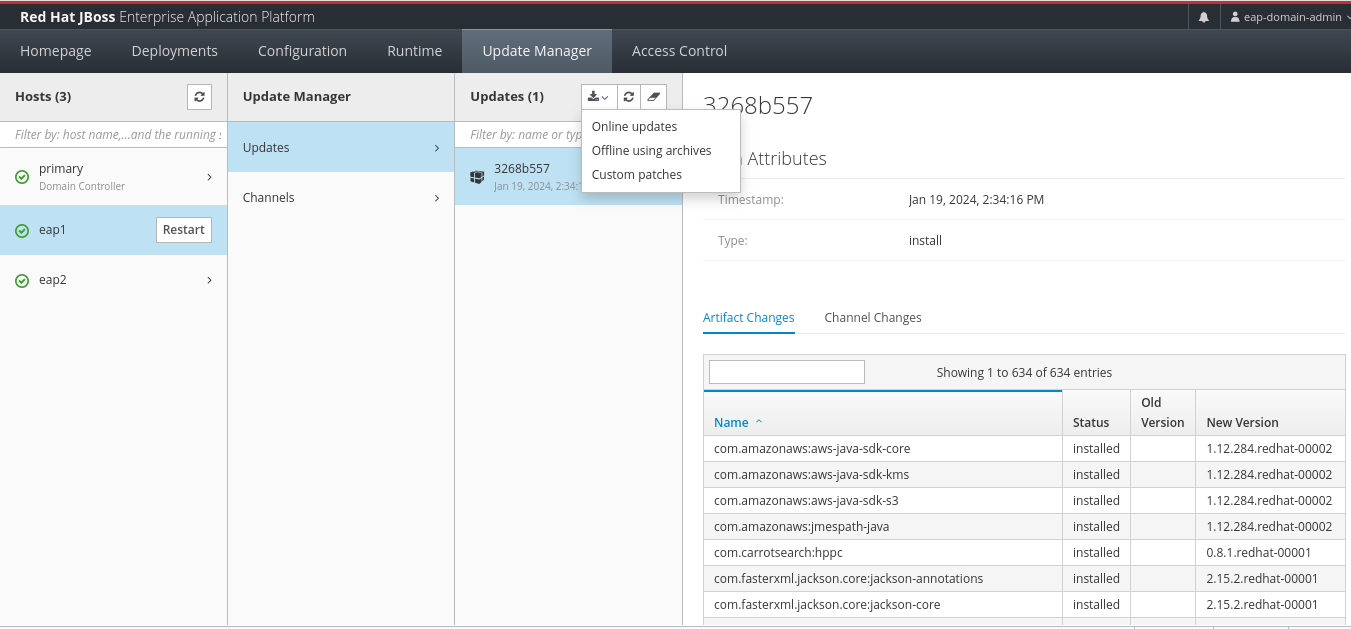 Red Hat JBoss Enterprise Application Platform
eap-domain-admin
Homepage Deployments Configuration Runtime Update Manager Access Control
Hosts (3)
Filter by: host name,...and the running s
primary
Domain Controller
eap1
Restart
eap2
Update Manager
Updates
Channels
Updates (1)
Filter by: name or typ
3268b557
Jan 19, 2024, 2:34:1
Online updates
Offline using archives
Custom patches
3268b557
Attributes
Timestamp: Jan 19, 2024, 2:34:16 PM
Type: install
Artifact Changes Channel Changes
Showing 1 to 634 of 634 entries
Name Status Old Version New Version
com.amazonaws:aws-java-sdk-core installed 1.12.284.redhat-00002
com.amazonaws:aws-java-sdk-kms installed 1.12.284.redhat-00002
com.amazonaws:aws-java-sdk-s3 installed 1.12.284.redhat-00002
com.amazonaws:jmespath-java installed 1.12.284.redhat-00002
com.carrotsearch:hppc installed 0.8.1.redhat-00001
com.fasterxml.jackson.core:jackson-annotations installed 2.15.2.redhat-00001
com.fasterxml.jackson.core:jackson-core installed 2.15.2.redhat-00001